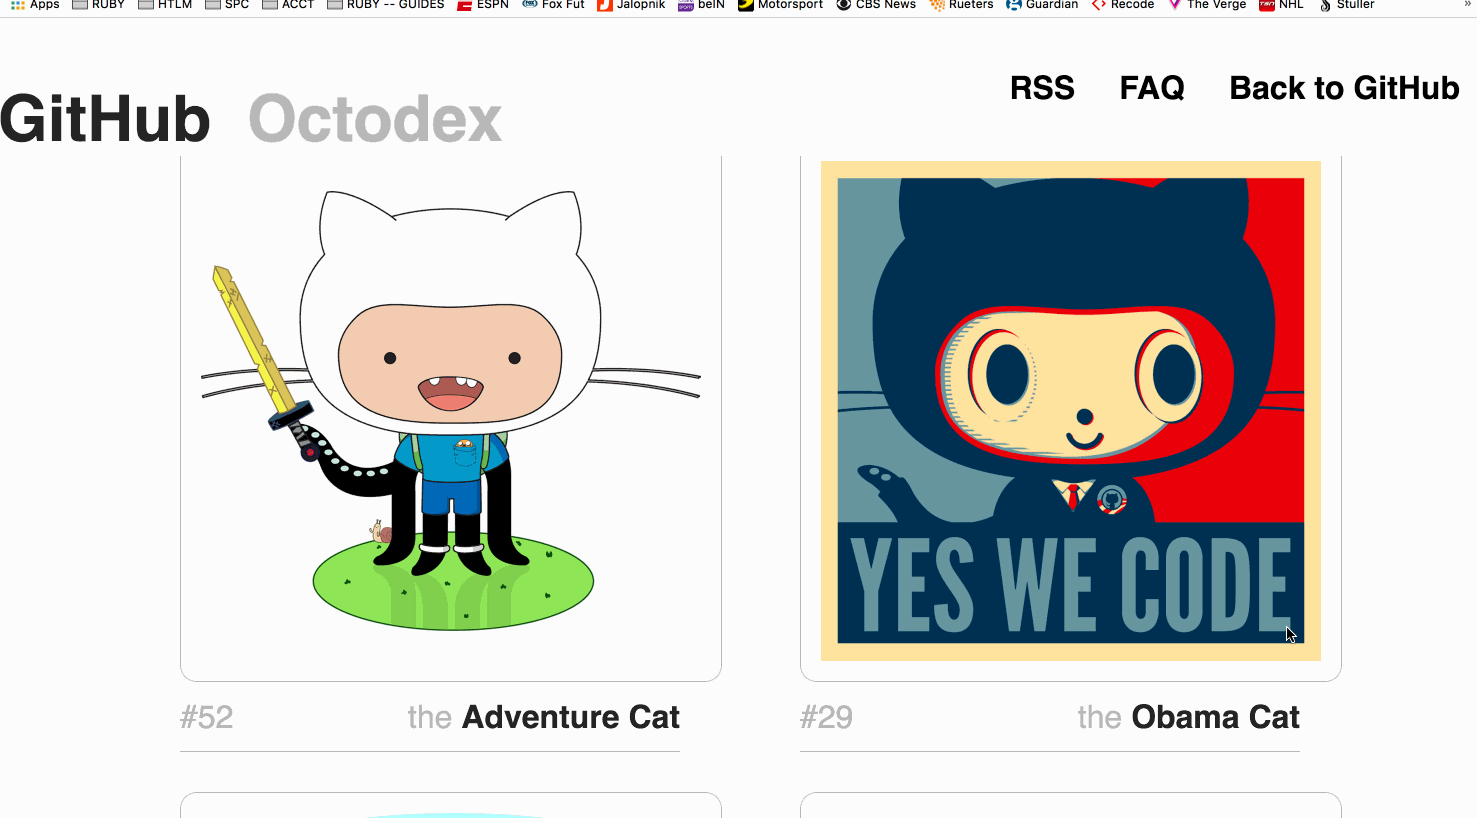 Apps RUBY HTLM SPC ACCT RUBY -- GUIDES ESPN Fox Fut Jalopnik beIN Motorsport CBS News Rueters Guardian Recode The Verge NHL Stuller »
RSS FAQ Back to GitHub
GitHub Octodex
YES WE CODE
#52 the Adventure Cat
#29 the Obama Cat